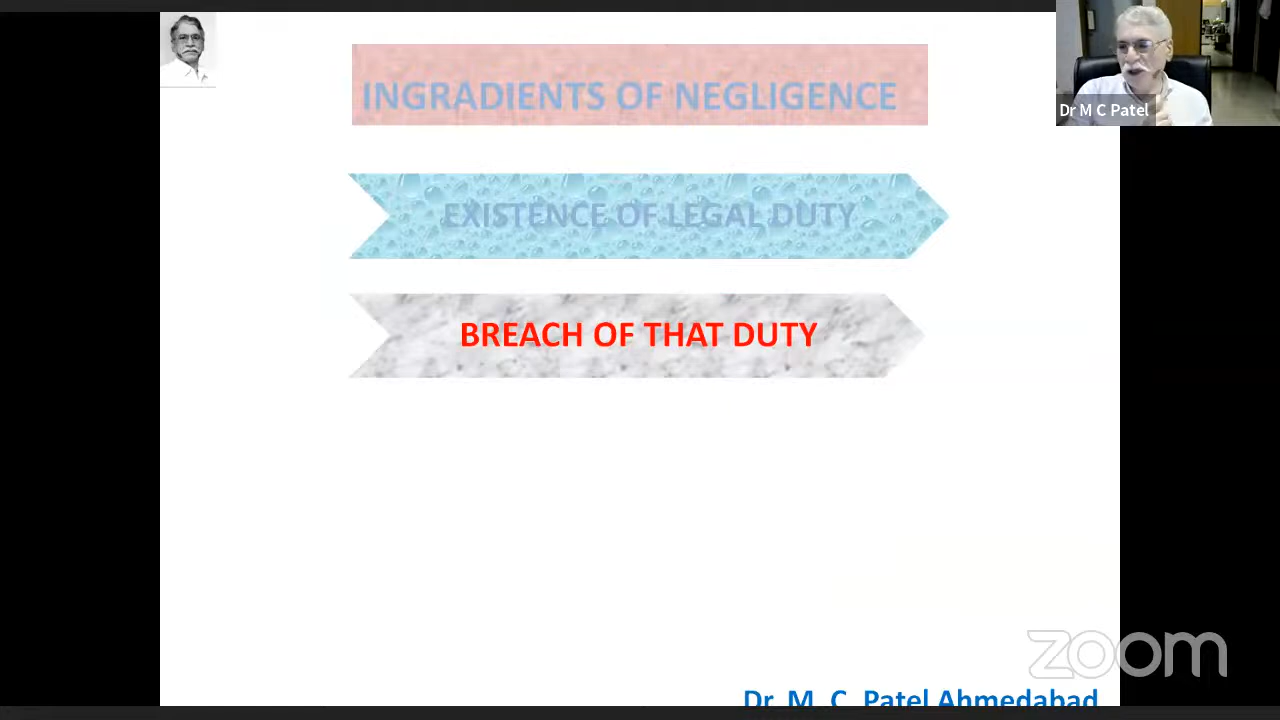 INGRADIENTS OF NEGLIGENCE
Dr M C Patel
EXISTENCE OF LEGAL DUTY
BREACH OF THAT DUTY
zoom
Dr. M. C. Patel Ahmedabad